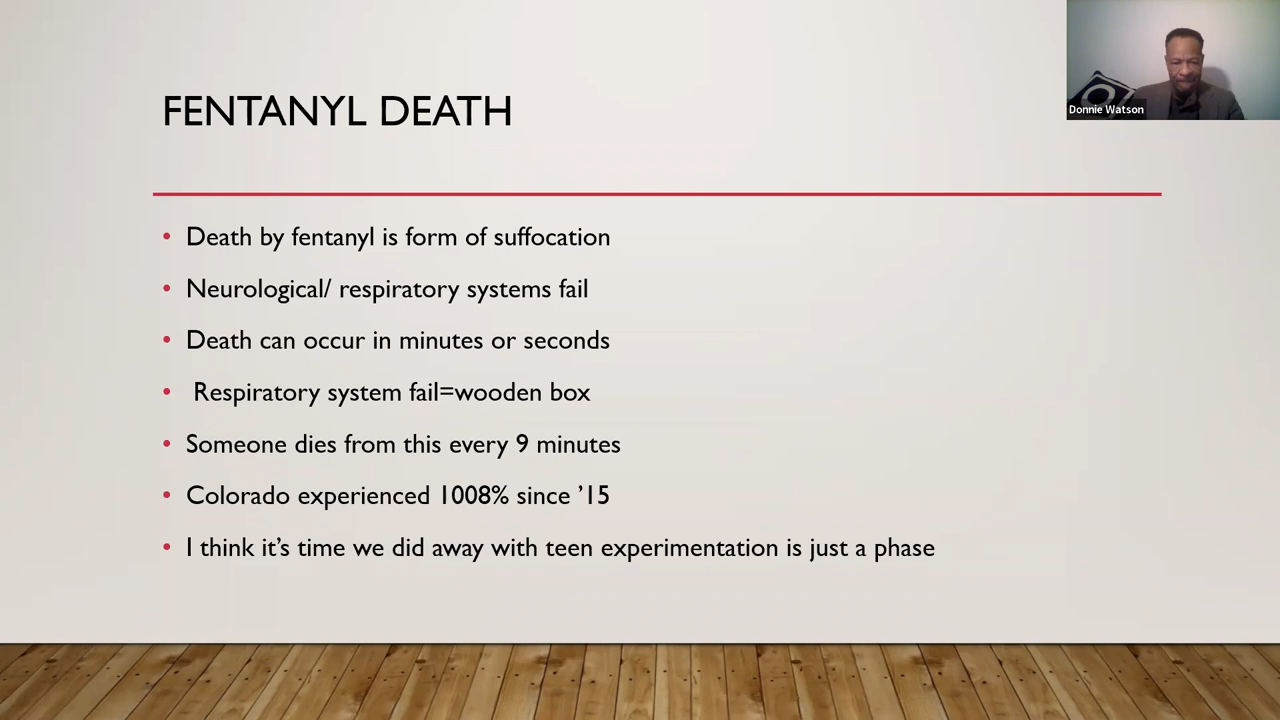 FENTANYL DEATH
Donnie Watson
• Death by fentanyl is form of suffocation
• Neurological/ respiratory systems fail
• Death can occur in minutes or seconds
• Respiratory system fail=wooden box
• Someone dies from this every 9 minutes
• Colorado experienced 1008% since ’15
• I think it’s time we did away with teen experimentation is just a phase